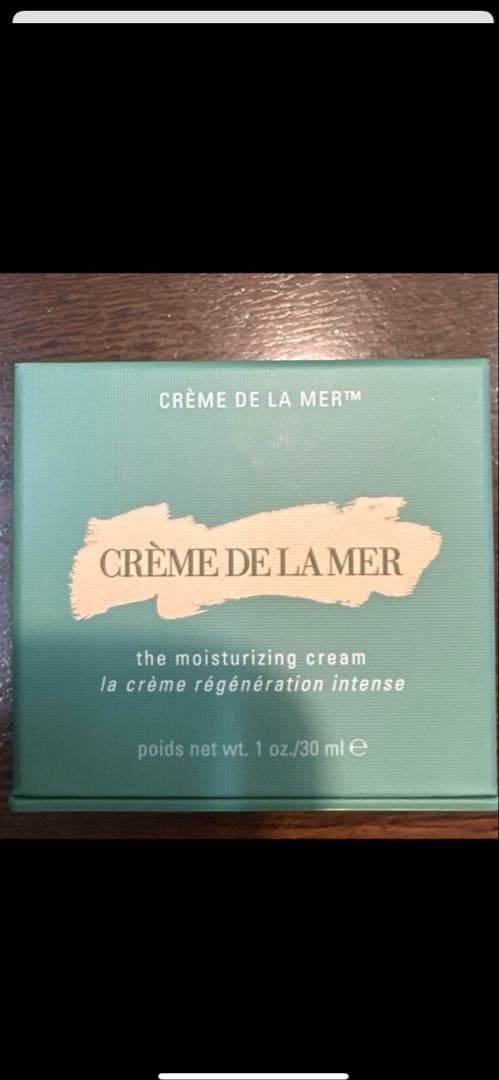 CRÈME DE LA MER™
CRÈME DE LA MER
the moisturizing cream
la crème régénération intense
poids net wt. 1 oz./30 ml ℮